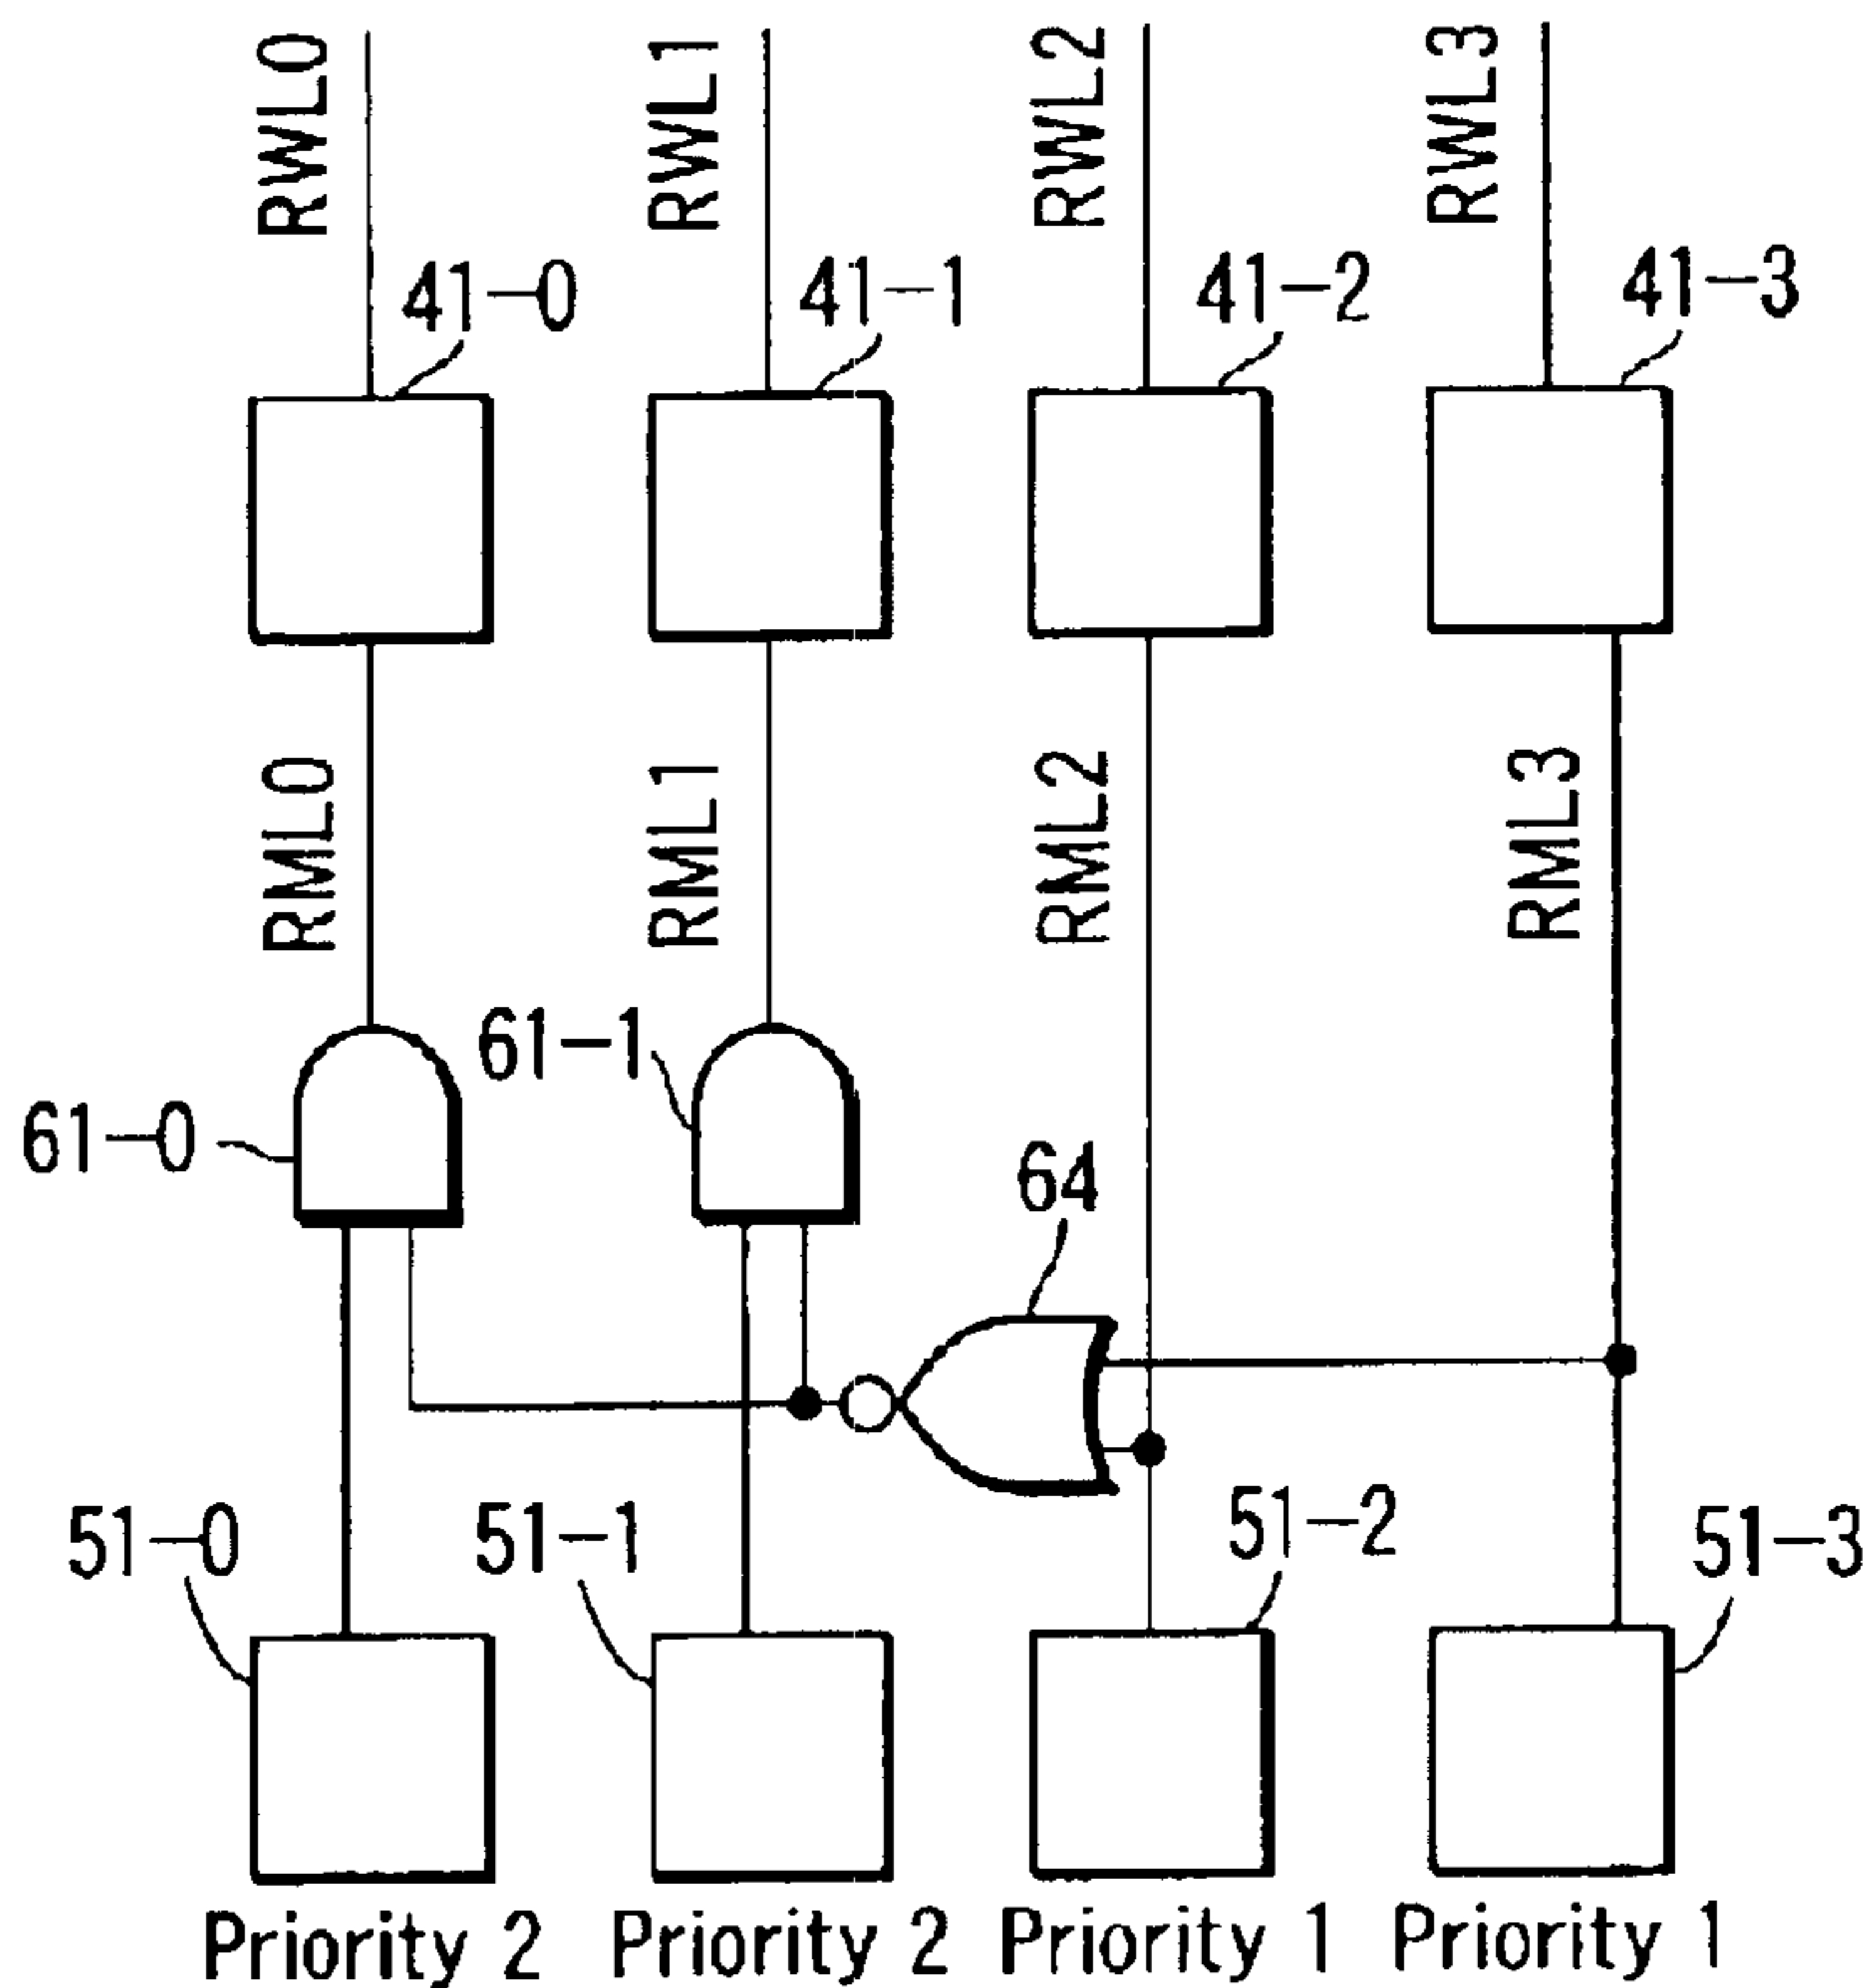 RWL0
RWL1
RWL2
RWL3
41-0
41-1
41-2
41-3
RML0
RML1
RML2
RML3
61-0
61-1
64
51-0
51-1
51-2
51-3
Priority 2
Priority 2
Priority 1
Priority 1